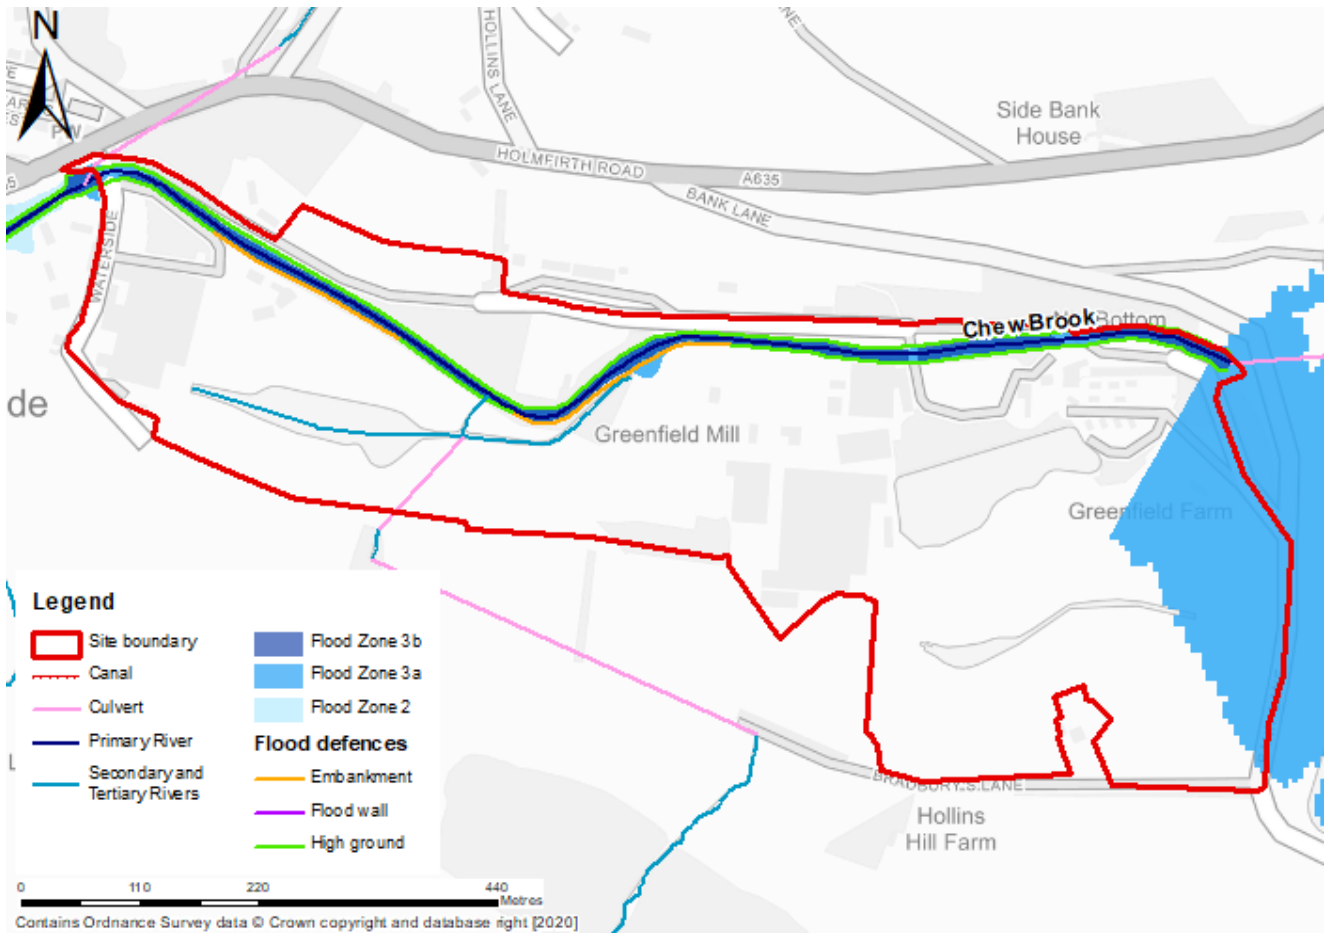 N
HOLLINS LANE
LANE
Side Bank
House
PW
HOLMFIRTH ROAD
A635
BANK LANE
WATERSIDE
Chew Brook
Bottom
de
Greenfield Mill
Greenfield Farm
Legend
Site boundary
Canal
Culvert
Primary River
Secondary and
Tertiary Rivers
Flood Zone 3b
Flood Zone 3a
Flood Zone 2
Flood defences
Embankment
Flood wall
High ground
BRADBURY'S LANE
Hollins
Hill Farm
0 110 220 440
Metres
Contains Ordnance Survey data © Crown copyright and database right [2020]